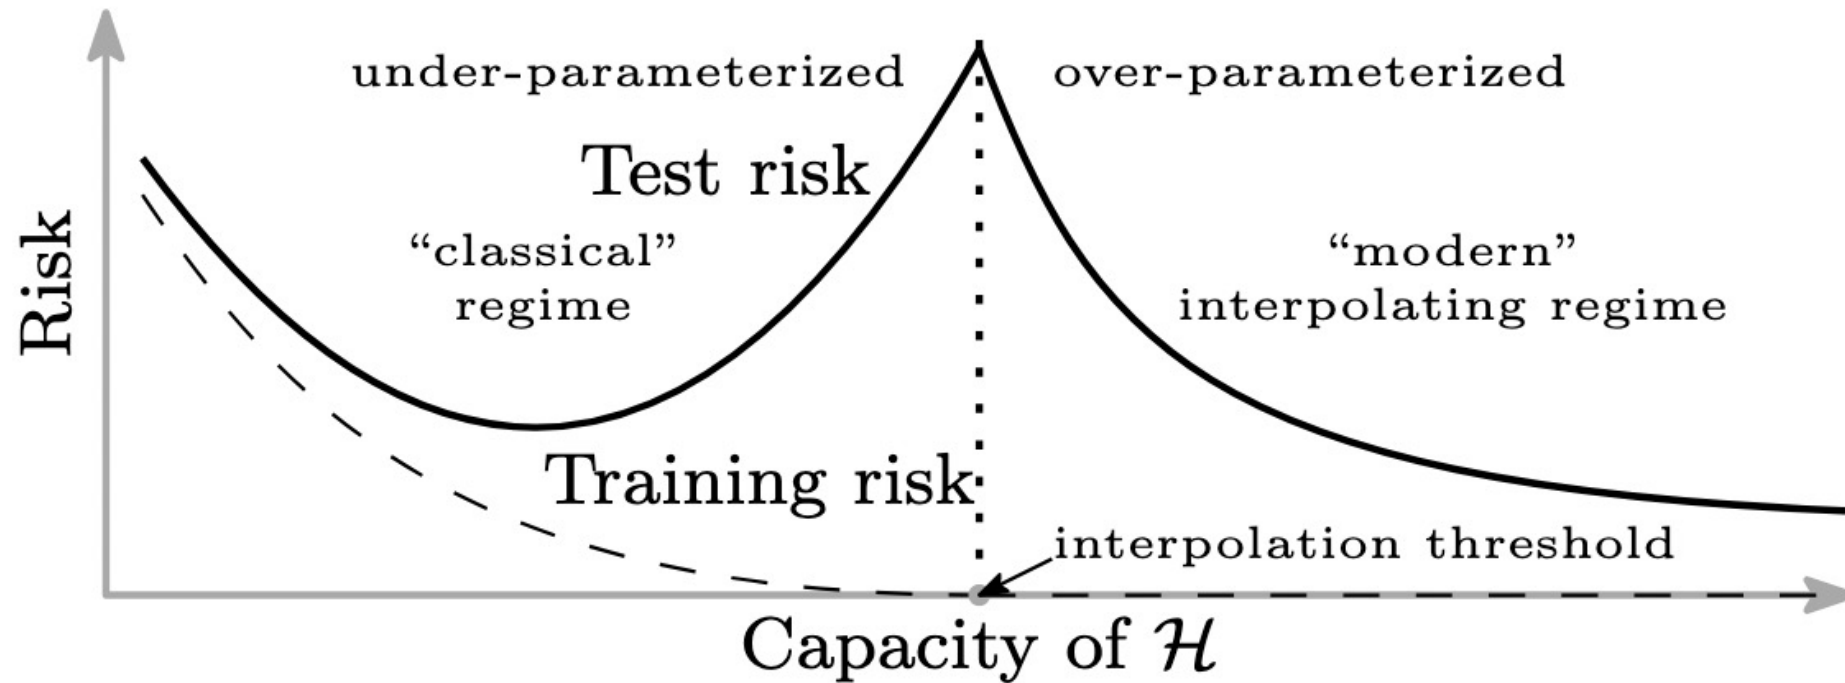 under-parameterized
over-parameterized
Test risk
“classical”
regime
“modern”
interpolating regime
Risk
Training risk
interpolation threshold
Capacity of ℋ